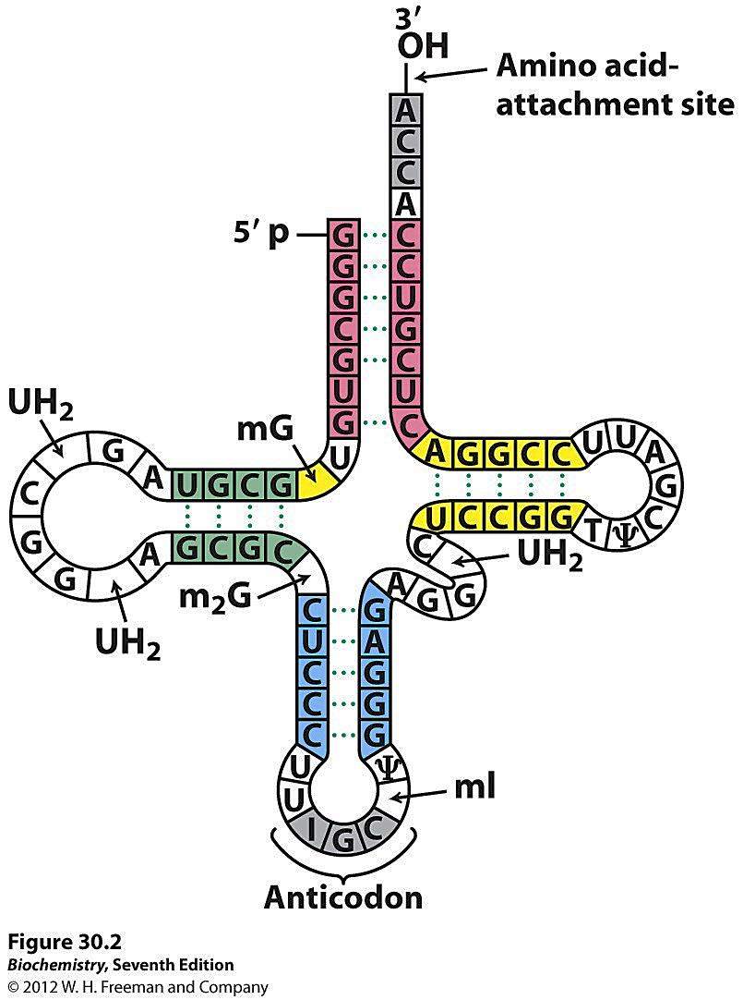 3′
OH
Amino acid-
attachment site
A
C
C
A
5′ p
G C
G C
G U
C G
G C
U U
G C
U
UH2
mG
G
A U G C G
A G G C C U U A
C
G
G
C
A G C G C
U C C G G T Ψ
G
UH2
m2G
UH2
C
A G G
C G
U A
C G
C G
C G
U Ψ
U
mI
I G C
Anticodon
Figure 30.2
Biochemistry, Seventh Edition
© 2012 W. H. Freeman and Company